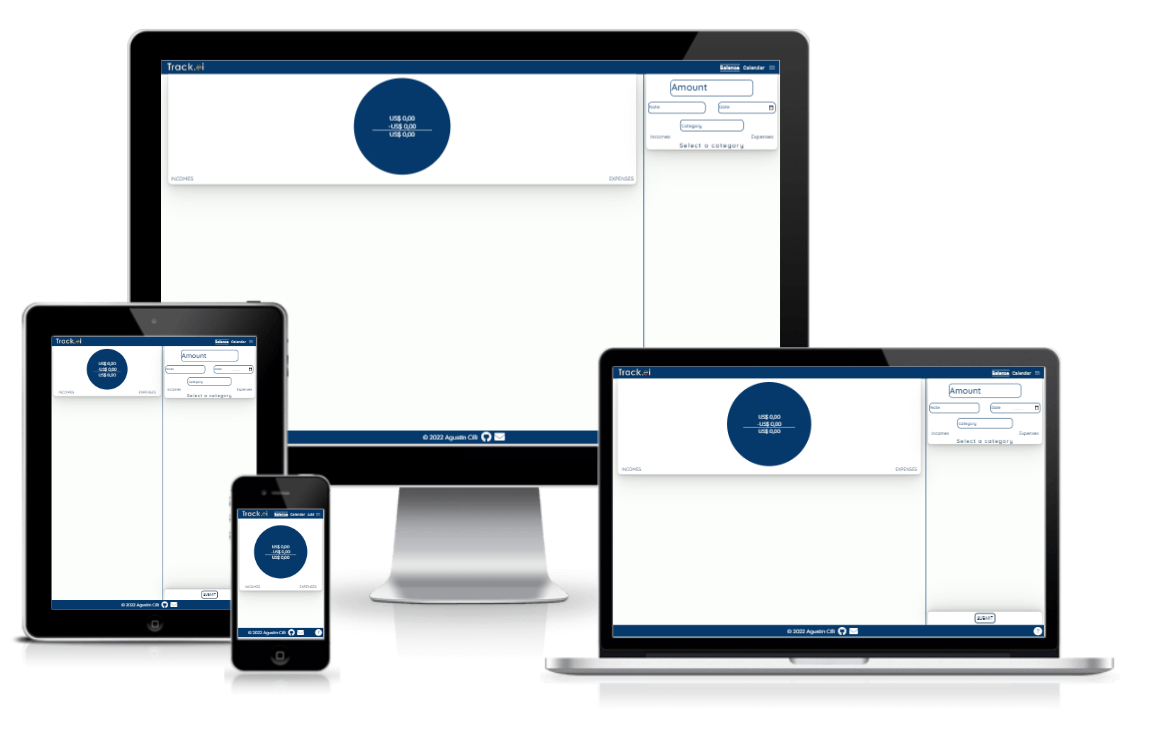 Track.ei
Balance Calendar
US$ 0,00
-US$ 0,00
US$ 0,00
INCOMES EXPENSES
Amount
Note Date
Category
Incomes Expenses
Select a category
© 2022 Agustin Cilli
Track.ei
Balance Calendar
US$ 0,00
-US$ 0,00
US$ 0,00
INCOMES EXPENSES
Amount
Note Date
Category
Incomes Expenses
Select a category
SUBMIT
© 2022 Agustin Cilli
Track.ei
Balance Calendar Add
US$ 0,00
-US$ 0,00
US$ 0,00
INCOMES EXPENSES
© 2022 Agustin Cilli
?
Track.ei
Balance Calendar
US$ 0,00
-US$ 0,00
US$ 0,00
INCOMES EXPENSES
Amount
Note Date
Category
Incomes Expenses
Select a category
SUBMIT
© 2022 Agustin Cilli
?